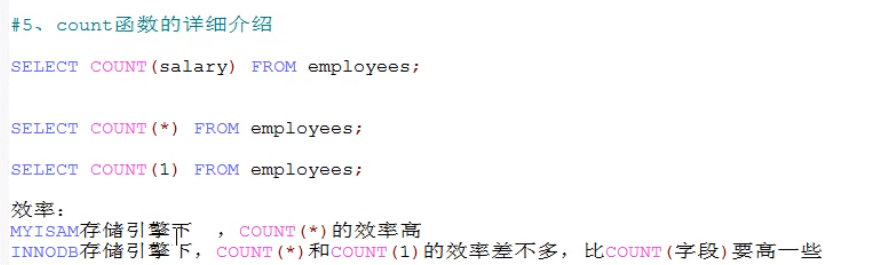 #5、count函数的详细介绍
SELECT COUNT(salary) FROM employees;
SELECT COUNT(*) FROM employees;
SELECT COUNT(1) FROM employees;
效率：
MYISAM存储引擎下 ，COUNT(*)的效率高
INNODB存储引擎下，COUNT(*)和COUNT(1)的效率差不多，比COUNT(字段)要高一些